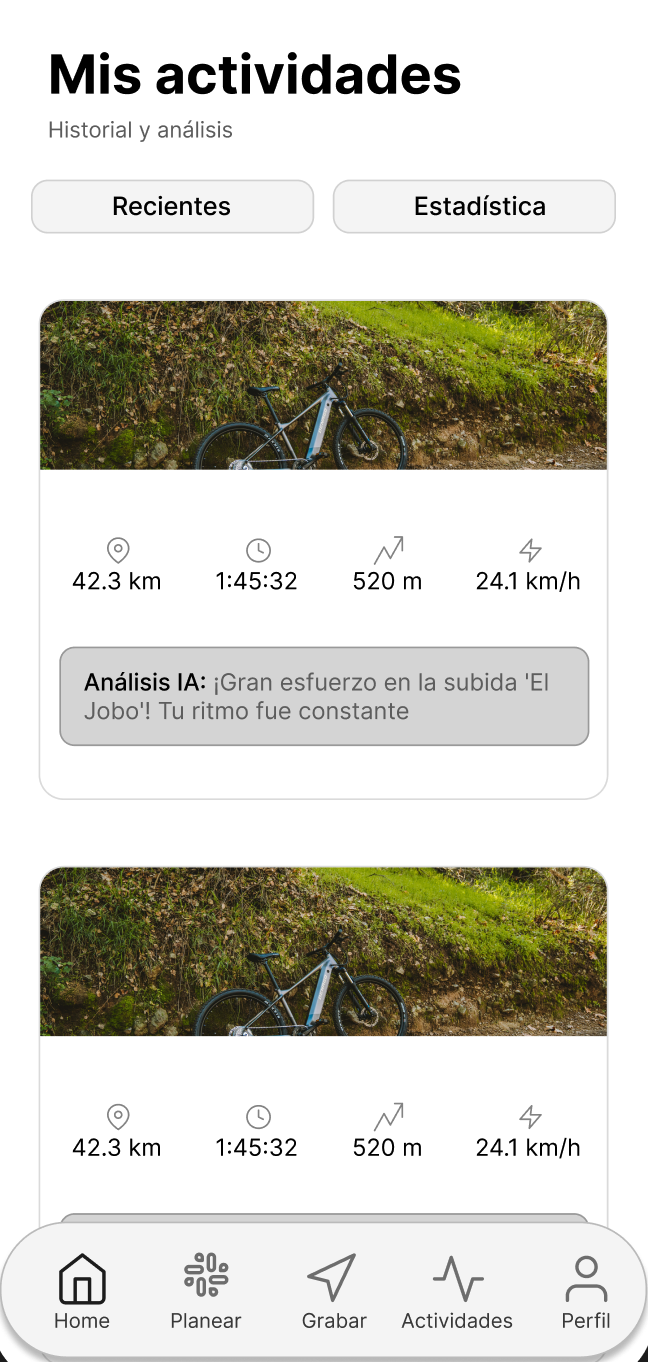 Mis actividades
Historial y análisis
Recientes
Estadística
42.3 km
1:45:32
520 m
24.1 km/h
Análisis IA: ¡Gran esfuerzo en la subida 'El
Jobo'! Tu ritmo fue constante
42.3 km
1:45:32
520 m
24.1 km/h
Home
Planear
Grabar
Actividades
Perfil